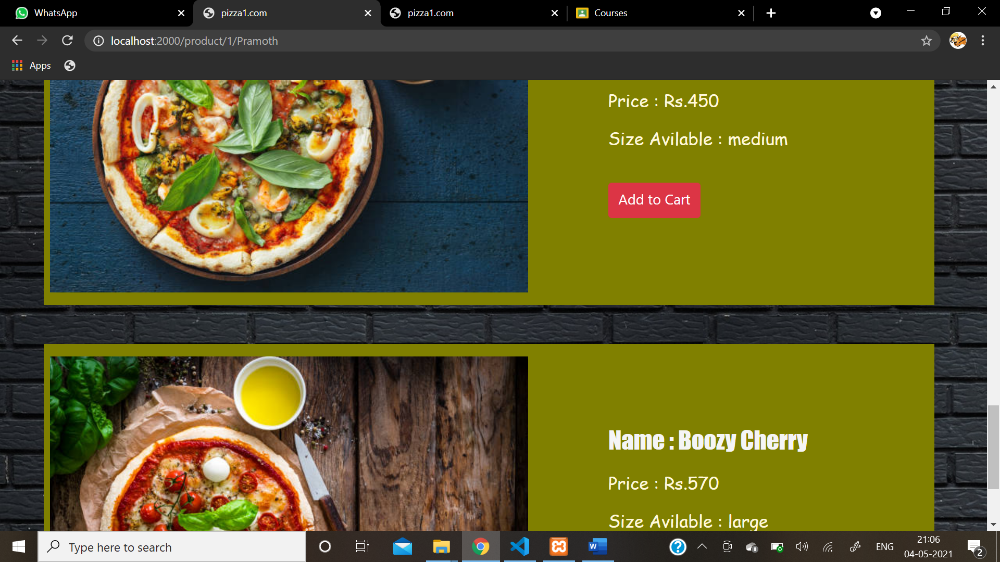 WhatsApp
pizza1.com
pizza1.com
Courses
localhost:2000/product/1/Pramoth
Apps
Price : Rs.450
Size Avilable : medium
Add to Cart
Name : Boozy Cherry
Price : Rs.570
Size Avilable : large
Type here to search
W
?
ENG
21:06
04-05-2021
2